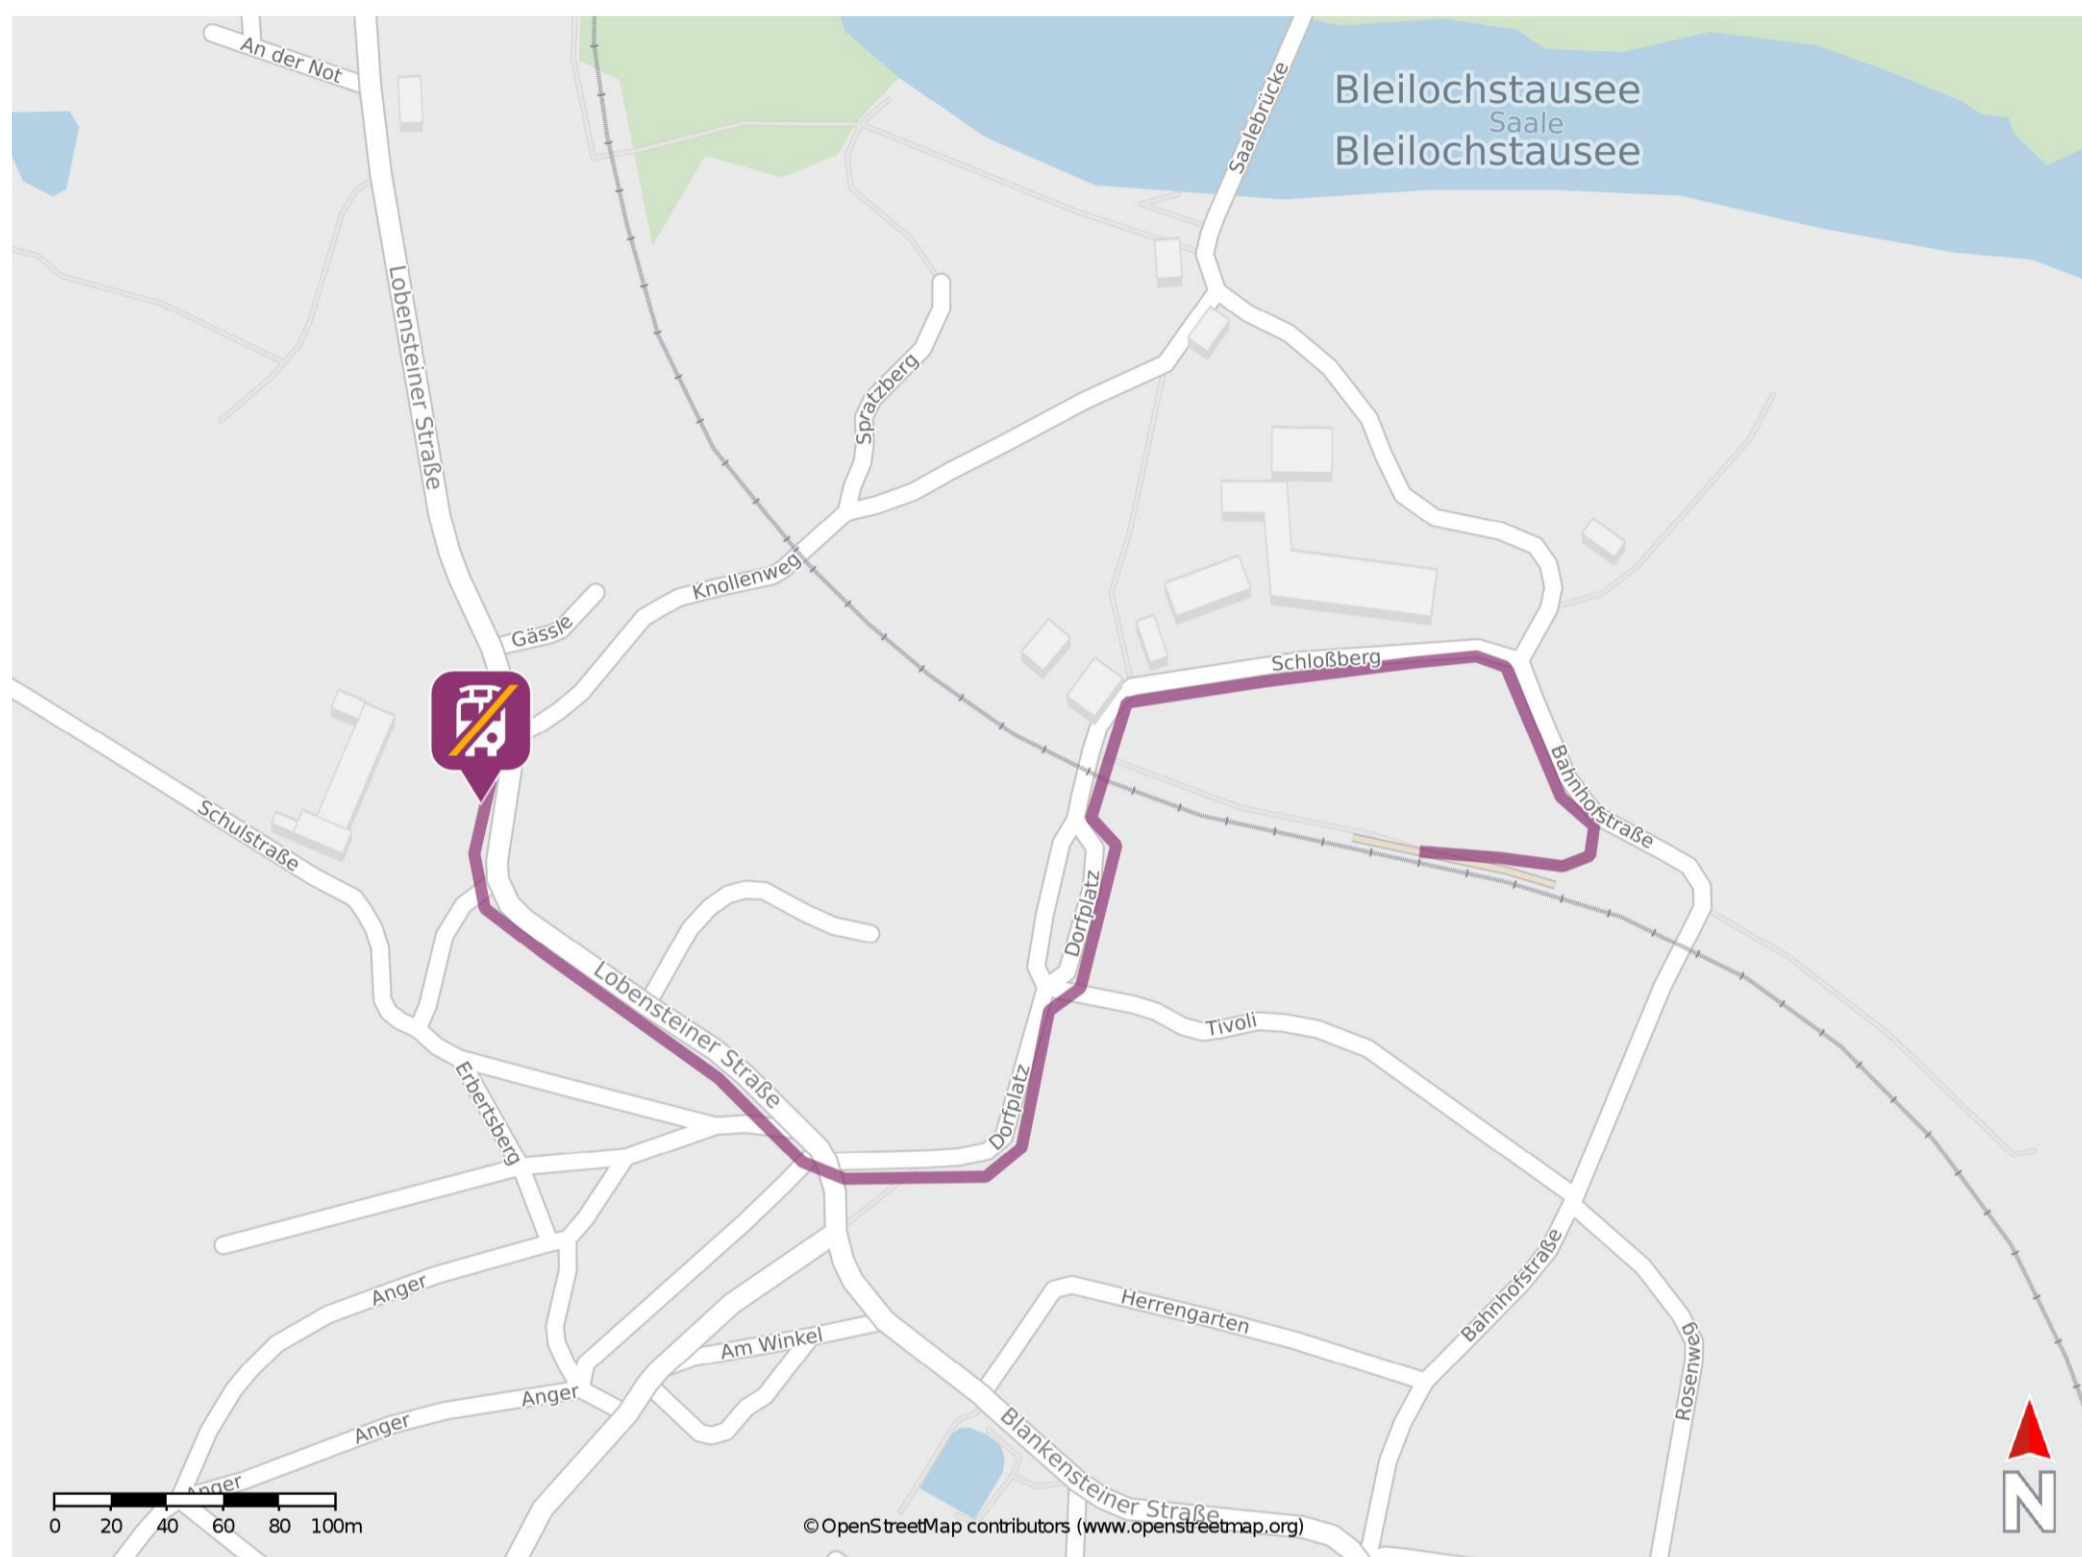 An der Not
Bleilochstausee
Saale
Bleilochstausee
Saalebrücke
Lobensteiner Straße
Spratzberg
Knollenweg
Gässle
Schloßberg
Bahnhofstraße
Schulstraße
Dorfplatz
Lobensteiner Straße
Tivoli
Dorfplatz
Erbertsberg
Anger
Herrengarten
Bahnhofstraße
Am Winkel
Rosenweg
Anger
Anger
Blankensteiner Straße
Anger
N
0 20 40 60 80 100m
© OpenStreetMap contributors (www.openstreetmap.org)